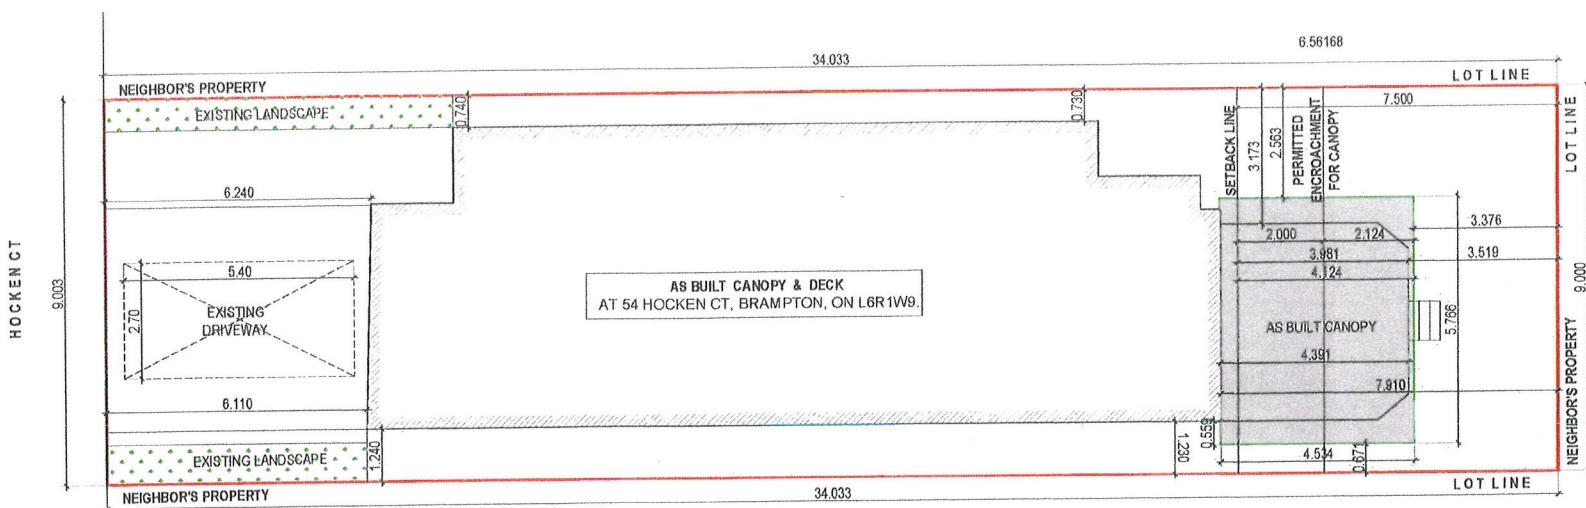 6.56168
34.033
LOT LINE
NEIGHBOR'S PROPERTY
7.500
EXISTING LANDSCAPE
0.740
0.730
SETBACK LINE
3.173
2.563
PERMITTED
ENCROACHMENT
FOR CANOPY
LOT LINE
6.240
3.376
2.000
2.124
3.981
3.519
4.124
HOCKEN CT
9.003
5.40
2.70
EXISTING
DRIVEWAY
AS BUILT CANOPY & DECK
AT 54 HOCKEN CT, BRAMPTON, ON L6R1W9.
9.000
5.766
AS BUILT CANOPY
4.391
7.910
NEIGHBOR'S PROPERTY
6.110
1.240
1.230
0.559
4.534
0.671
EXISTING LANDSCAPE
NEIGHBOR'S PROPERTY
34.033
LOT LINE